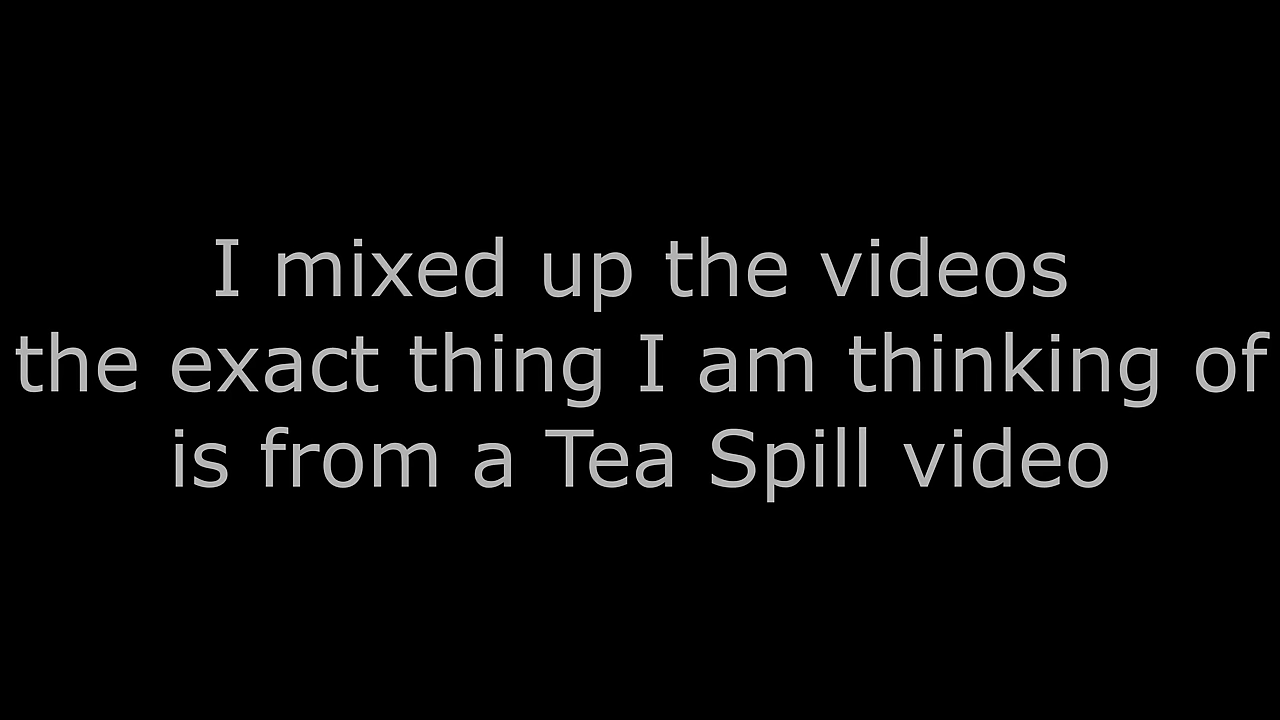 I mixed up the videos
the exact thing I am thinking of
is from a Tea Spill video